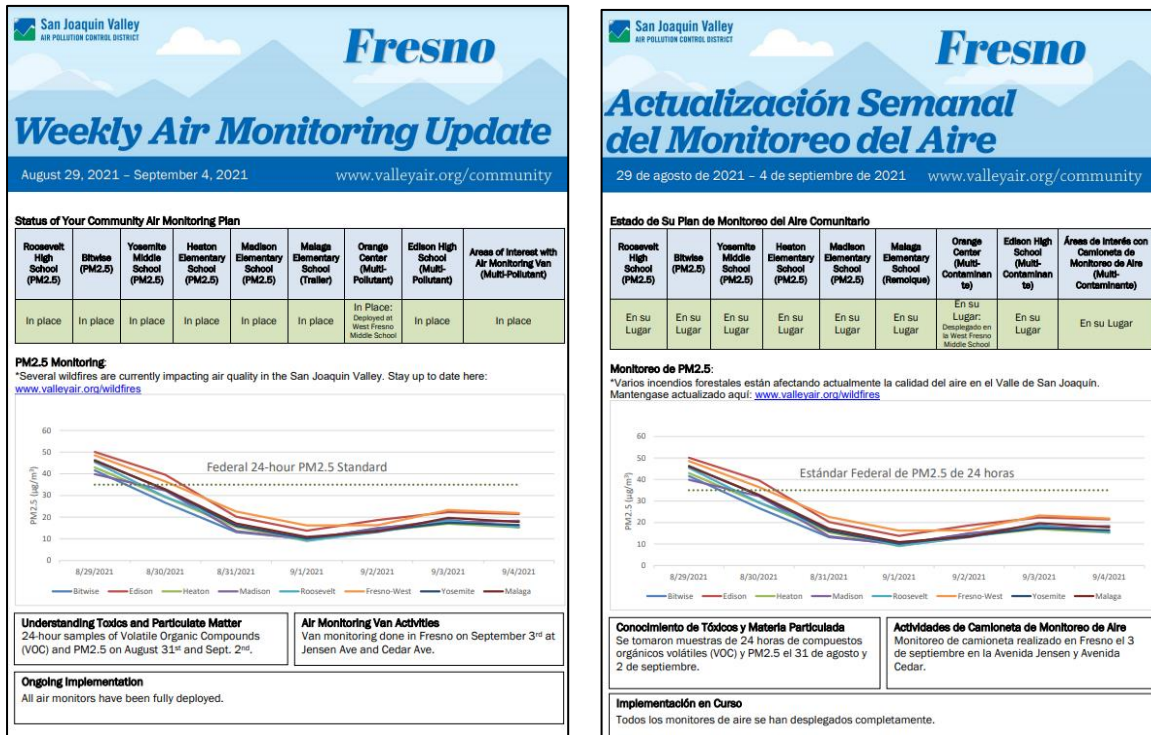 San Joaquin Valley
AIR POLLUTION CONTROL DISTRICT
Fresno
Weekly Air Monitoring Update
August 29, 2021 – September 4, 2021
www.valleyair.org/community
Status of Your Community Air Monitoring Plan
Roosevelt High School (PM2.5)
Bitwise (PM2.5)
Yosemite Middle School (PM2.5)
Heaton Elementary School (PM2.5)
Madison Elementary School (PM2.5)
Malaga Elementary School (Trailer)
Orange Center (Multi-Pollutant)
Edison High School (Multi-Pollutant)
Areas of Interest with Air Monitoring Van (Multi-Pollutant)
In place
In place
In place
In place
In place
In place
In Place: Deployed at West Fresno Middle School
In place
In place
PM2.5 Monitoring:
*Several wildfires are currently impacting air quality in the San Joaquin Valley. Stay up to date here:
www.valleyair.org/wildfires
60
50
40
30
20
10
0
PM2.5 (µg/m³)
Federal 24-hour PM2.5 Standard
8/29/2021 8/30/2021 8/31/2021 9/1/2021 9/2/2021 9/3/2021 9/4/2021
Bitwise Edison Heaton Madison Roosevelt Fresno-West Yosemite Malaga
Understanding Toxics and Particulate Matter
24-hour samples of Volatile Organic Compounds
(VOC) and PM2.5 on August 31st and Sept. 2nd.
Air Monitoring Van Activities
Van monitoring done in Fresno on September 3rd at
Jensen Ave and Cedar Ave.
Ongoing Implementation
All air monitors have been fully deployed.
San Joaquin Valley
AIR POLLUTION CONTROL DISTRICT
Fresno
Actualización Semanal
del Monitoreo del Aire
29 de agosto de 2021 – 4 de septiembre de 2021
www.valleyair.org/community
Estado de Su Plan de Monitoreo del Aire Comunitario
Roosevelt High School (PM2.5)
Bitwise (PM2.5)
Yosemite Middle School (PM2.5)
Heaton Elementary School (PM2.5)
Madison Elementary School (PM2.5)
Malaga Elementary School (Remolque)
Orange Center (Multi-Contaminante)
Edison High School (Multi-Contaminante)
Áreas de Interés con Camioneta de Monitoreo de Aire (Multi-Contaminante)
En su Lugar
En su Lugar
En su Lugar
En su Lugar
En su Lugar
En su Lugar
En su Lugar: Desplegado en la West Fresno Middle School
En su Lugar
En su Lugar
Monitoreo de PM2.5:
*Varios incendios forestales están afectando actualmente la calidad del aire en el Valle de San Joaquín.
Mantengase actualizado aquí: www.valleyair.org/wildfires
60
50
40
30
20
10
0
PM2.5 (µg/m³)
Estándar Federal de PM2.5 de 24 horas
8/29/2021 8/30/2021 8/31/2021 9/1/2021 9/2/2021 9/3/2021 9/4/2021
Bitwise Edison Heaton Madison Roosevelt Fresno-West Yosemite Malaga
Conocimiento de Tóxicos y Materia Particulada
Se tomaron muestras de 24 horas de compuestos
orgánicos volátiles (VOC) y PM2.5 el 31 de agosto y
2 de septiembre.
Actividades de Camioneta de Monitoreo de Aire
Monitoreo de camioneta realizado en Fresno el 3
de septiembre en la Avenida Jensen y Avenida
Cedar.
Implementación en Curso
Todos los monitores de aire se han desplegados completamente.